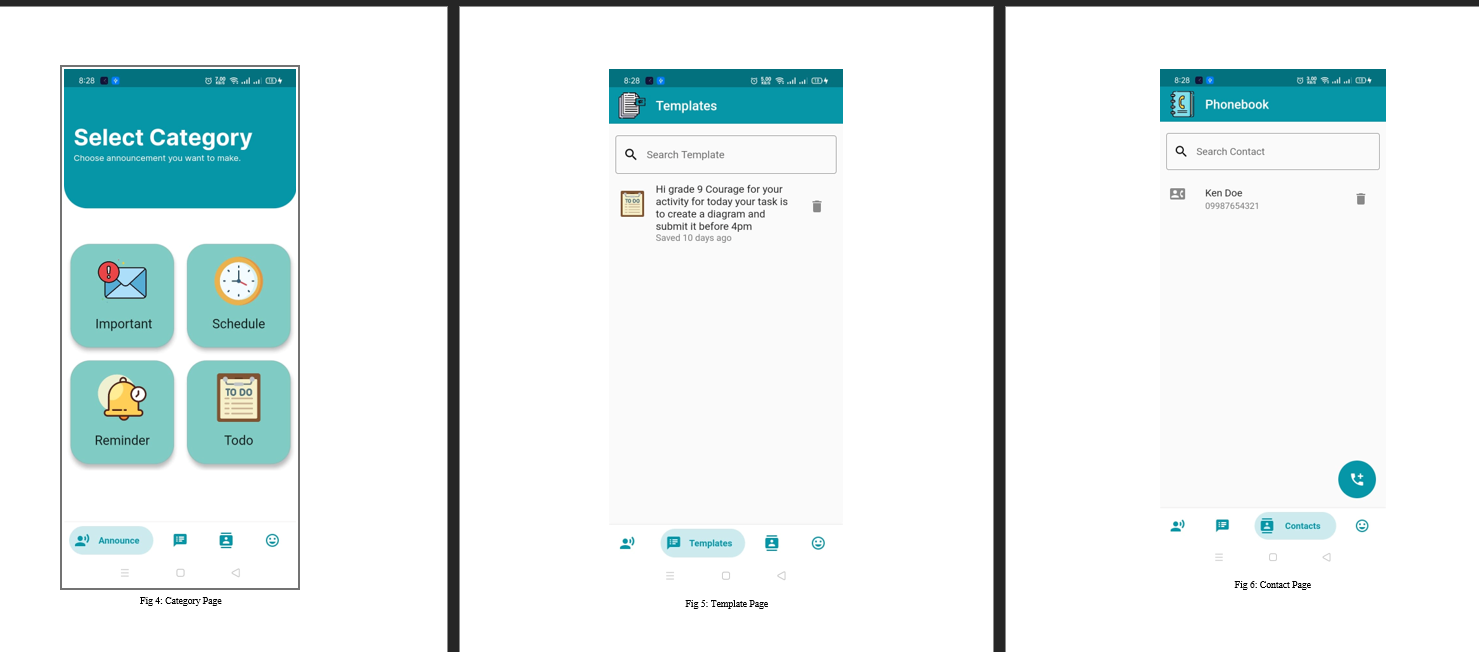 8:28
Select Category
Choose announcement you want to make.
Important
Schedule
TO DO
Reminder
Todo
Announce
Fig 4: Category Page
8:28
Templates
Search Template
TO DO
Hi grade 9 Courage for your
activity for today your task is
to create a diagram and
submit it before 4pm
Saved 10 days ago
Templates
Fig 5: Template Page
8:28
Phonebook
Search Contact
Ken Doe
09987654321
Contacts
Fig 6: Contact Page